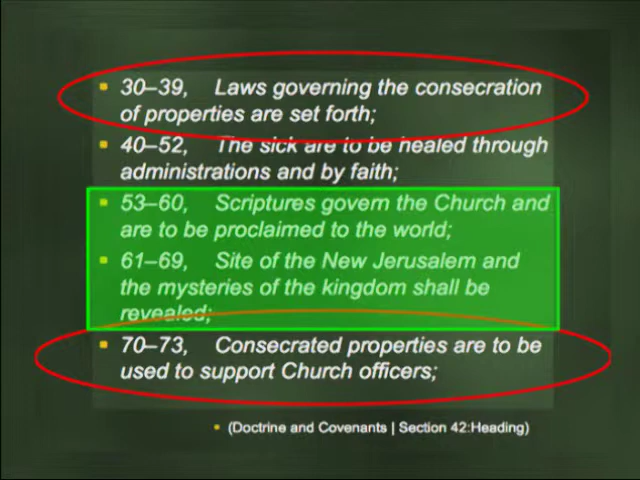 ▪ 30–39, Laws governing the consecration
of properties are set forth;
▪ 40–52, The sick are to be healed through
administrations and by faith;
▪ 53–60, Scriptures govern the Church and
are to be proclaimed to the world;
▪ 61–69, Site of the New Jerusalem and
the mysteries of the kingdom shall be
revealed;
▪ 70–73, Consecrated properties are to be
used to support Church officers;
▪ (Doctrine and Covenants | Section 42:Heading)